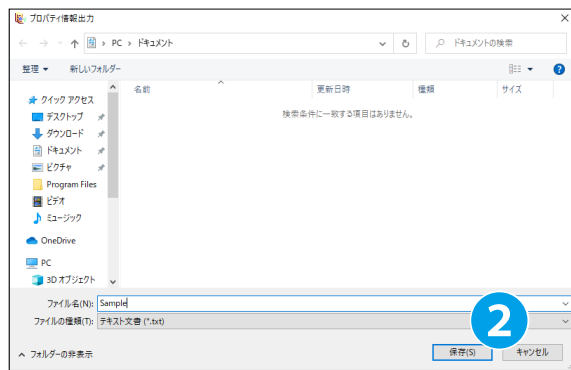 プロパティ情報出力
PC › ドキュメント
ドキュメントの検索
整理 新しいフォルダー
名前 更新日時 種類 サイズ
検索条件に一致する項目はありません。
クイック アクセス
デスクトップ
ダウンロード
ドキュメント
ピクチャ
Program Files
ビデオ
ミュージック
OneDrive
PC
3D オブジェクト
ファイル名(N): Sample
ファイルの種類(T): テキスト文書 (*.txt)
2
フォルダーの非表示 保存(S) キャンセル